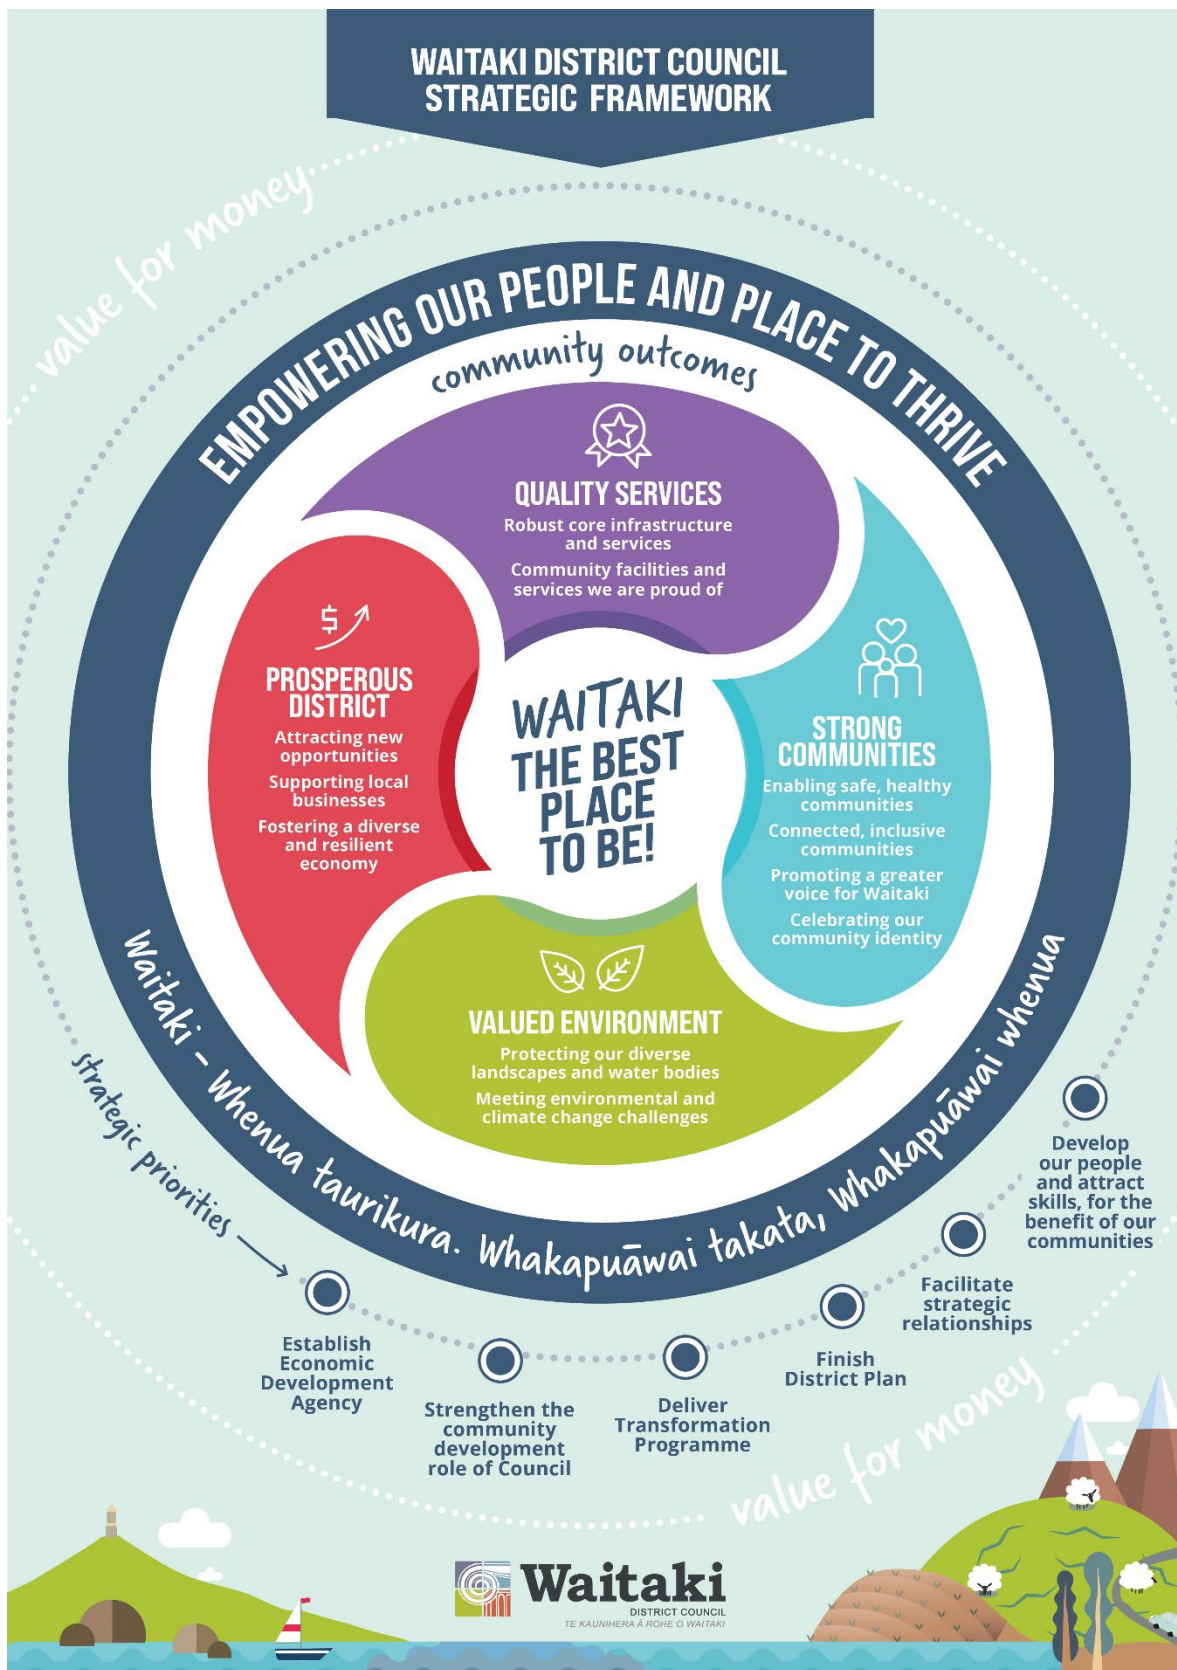 WAITAKI DISTRICT COUNCIL
STRATEGIC FRAMEWORK
value for money
EMPOWERING OUR PEOPLE AND PLACE TO THRIVE
community outcomes
QUALITY SERVICES
Robust core infrastructure
and services
Community facilities and
services we are proud of
PROSPEROUS
DISTRICT
Attracting new
opportunities
Supporting local
businesses
Fostering a diverse
and resilient
economy
WAITAKI
THE BEST
PLACE
TO BE!
STRONG
COMMUNITIES
Enabling safe, healthy
communities
Connected, inclusive
communities
Promoting a greater
voice for Waitaki
Celebrating our
community identity
VALUED ENVIRONMENT
Protecting our diverse
landscapes and water bodies
Meeting environmental and
climate change challenges
Waitaki – Whenua taurikura. Whakapuāwai takata, Whakapuāwai whenua
strategic priorities
Establish
Economic
Development
Agency
Strengthen the
community
development
role of Council
Deliver
Transformation
Programme
Finish
District Plan
Facilitate
strategic
relationships
Develop
our people
and attract
skills, for the
benefit of our
communities
value for money
Waitaki
DISTRICT COUNCIL
TE KAUNIHERA Ā ROHE O WAITAKI